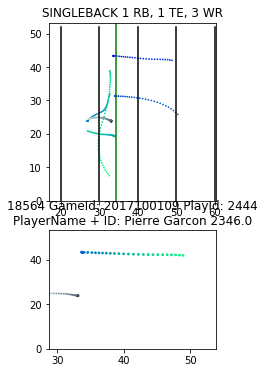 SINGLEBACK 1 RB, 1 TE, 3 WR
50
40
30
20
10
0
20 30 40 50 60
18564 GameId: 2017100109 PlayId: 2444
PlayerName + ID: Pierre Garcon 2346.0
40
20
0
30 40 50